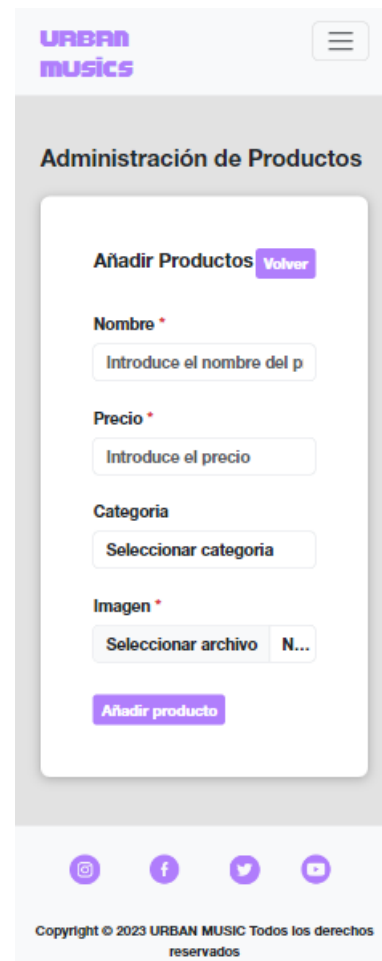 URBAN
musics
Administración de Productos
Añadir Productos Volver
Nombre *
Introduce el nombre del p
Precio *
Introduce el precio
Categoria
Seleccionar categoria
Imagen *
Seleccionar archivo N...
Añadir producto
Copyright © 2023 URBAN MUSIC Todos los derechos
reservados